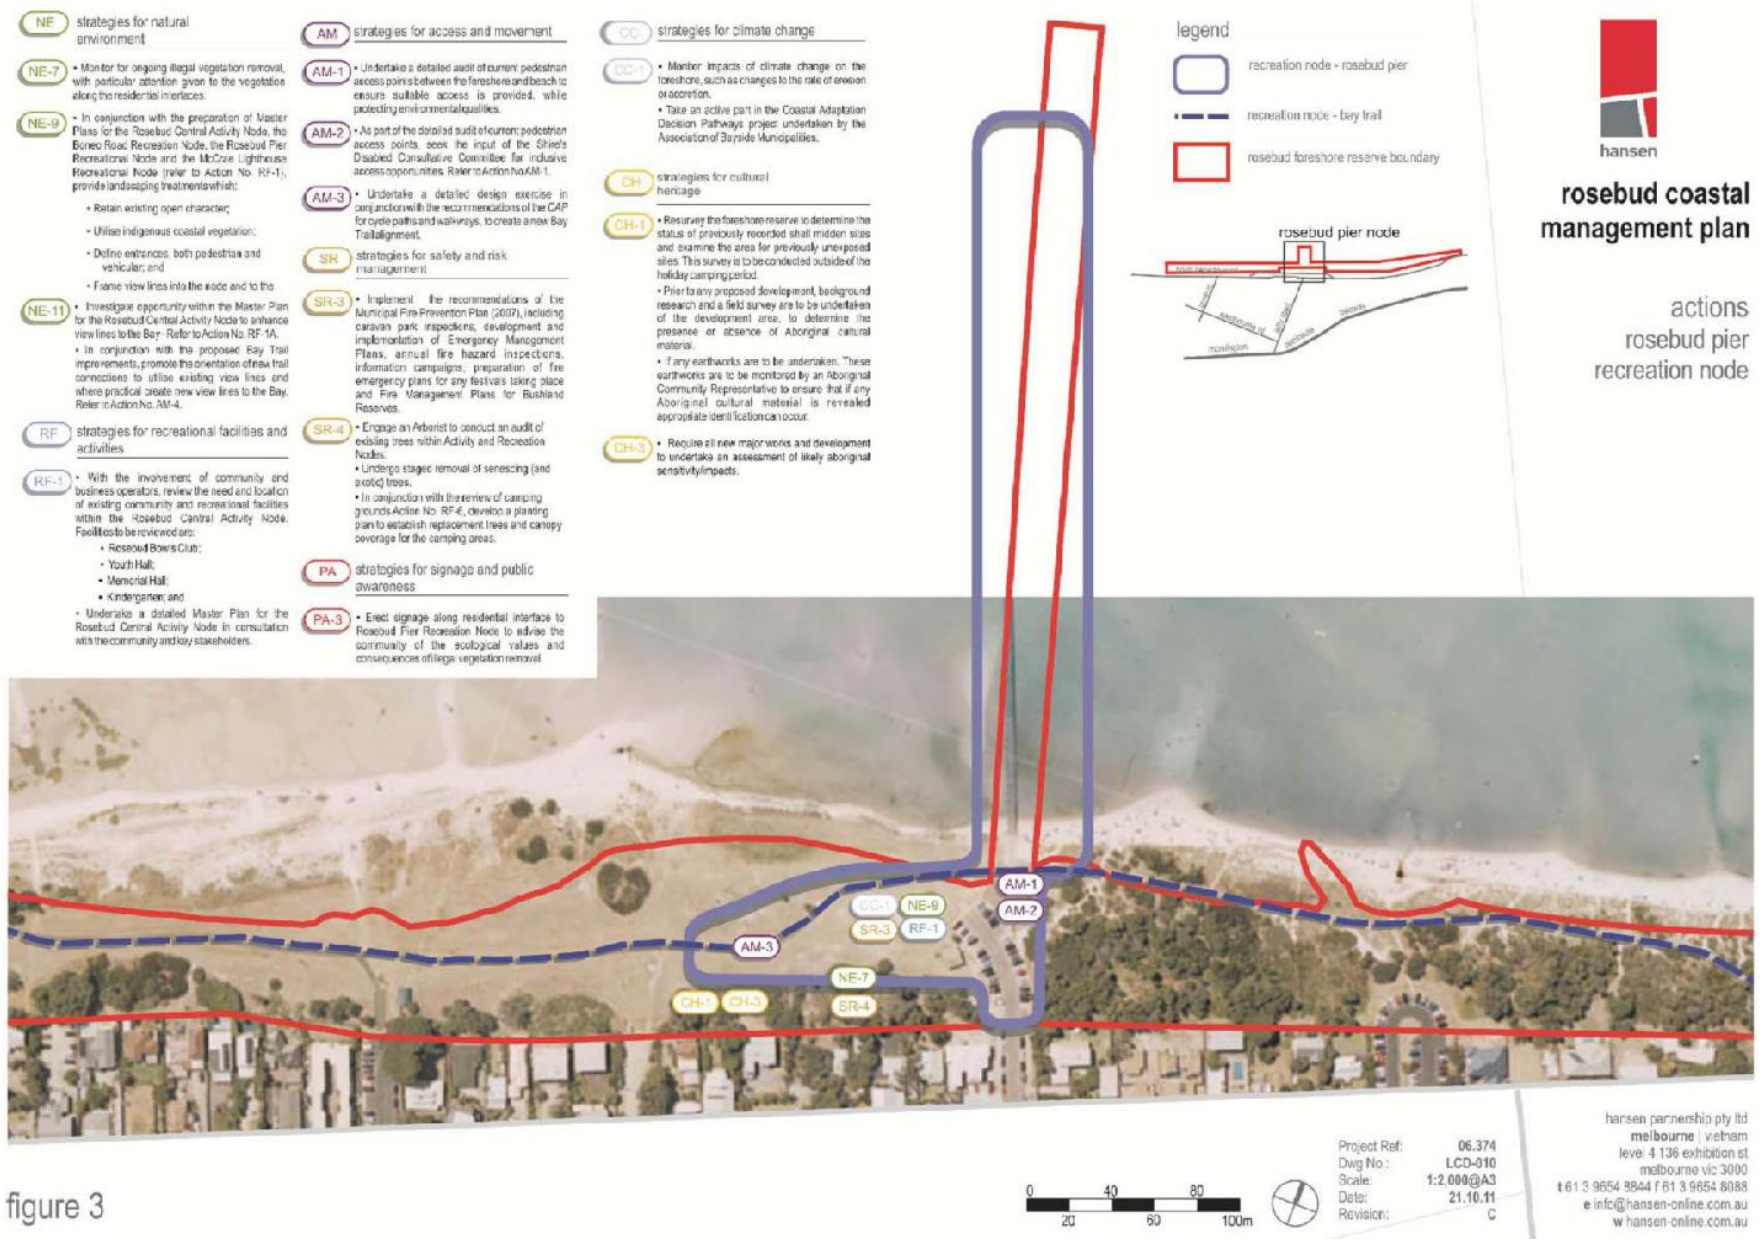 NE
strategies for natural
environment
NE-7
• Monitor for ongoing illegal vegetation removal,
with particular attention given to the vegetation
along the residential interfaces.
NE-9
• In conjunction with the preparation of Master
Plans for the Rosebud Central Activity Node, the
Boneo Road Recreation Node, the Rosebud Pier
Recreational Node and the McCrae Lighthouse
Recreational Node (refer to Action No. RF-1),
provide landscaping treatments which:
• Retain existing open character;
• Utilise indigenous coastal vegetation;
• Define entrances, both pedestrian and
vehicular; and
• Frame view lines into the node and to the
NE-11
• Investigate opportunity within the Master Plan
for the Rosebud Central Activity Node to enhance
view lines to the Bay - Refer to Action No. RF-1A.
• In conjunction with the proposed Bay Trail
improvements, promote the orientation of new trail
connections to utilise existing view lines and
where practical create new view lines to the Bay.
Refer to Action No. AM-4.
RF
strategies for recreational facilities and
activities
RF-1
• With the involvement of community and
business operators, review the need and location
of existing community and recreational facilities
within the Rosebud Central Activity Node.
Facilities to be reviewed are:
• Rosebud Bowls Club;
• Youth Hall;
• Memorial Hall;
• Kindergarten; and
• Undertake a detailed Master Plan for the
Rosebud Central Activity Node in consultation
with the community and key stakeholders.
AM
strategies for access and movement
AM-1
• Undertake a detailed audit of current pedestrian
access points between the foreshore and beach to
ensure suitable access is provided, while
protecting environmental qualities.
AM-2
• As part of the detailed audit of current pedestrian
access points, seek the input of the Shire's
Disabled Consultative Committee for inclusive
access opportunities. Refer to Action No AM-1.
AM-3
• Undertake a detailed design exercise in
conjunction with the recommendations of the CAP
for cycle paths and walkways, to create a new Bay
Trail alignment.
SR
strategies for safety and risk
management
SR-3
• Implement the recommendations of the
Municipal Fire Prevention Plan (2007), including
caravan park inspections, development and
implementation of Emergency Management
Plans, annual fire hazard inspections,
information campaigns, preparation of fire
emergency plans for any festivals taking place
and Fire Management Plans for Bushland
Reserves.
SR-4
• Engage an Arborist to conduct an audit of
existing trees within Activity and Recreation
Nodes.
• Undergo staged removal of senescing (and
exotic) trees.
• In conjunction with the review of camping
grounds Action No. RF-6, develop a planting
plan to establish replacement trees and canopy
coverage for the camping areas.
PA
strategies for signage and public
awareness
PA-3
• Erect signage along residential interface to
Rosebud Pier Recreation Node to advise the
community of the ecological values and
consequences of illegal vegetation removal
CC
strategies for climate change
CC-1
• Monitor impacts of climate change on the
foreshore, such as changes to the rate of erosion
or accretion.
• Take an active part in the Coastal Adaptation
Decision Pathways project undertaken by the
Association of Bayside Municipalities.
CH
strategies for cultural
heritage
CH-1
• Resurvey the foreshore reserve to determine the
status of previously recorded shell midden sites
and examine the area for previously unexposed
sites. This survey is to be conducted outside of the
holiday camping period.
• Prior to any proposed development, background
research and a field survey are to be undertaken
of the development area, to determine the
presence or absence of Aboriginal cultural
material.
• if any earthworks are to be undertaken. These
earthworks are to be monitored by an Aboriginal
Community Representative to ensure that if any
Aboriginal cultural material is revealed
appropriate identification can occur.
CH-3
• Require all new major works and development
to undertake an assessment of likely aboriginal
sensitivity/impacts.
legend
recreation node - rosebud pier
recreation node - bay trail
rosebud foreshore reserve boundary
rosebud pier node
mornington
peninsula
freeway
hansen
rosebud coastal
management plan
actions
rosebud pier
recreation node
AM-1
AM-2
CC-1
NE-9
SR-3
RF-1
AM-3
NE-7
CH-1
CH-3
SR-4
figure 3
0 40 80
20 60 100m
Project Ref: 06.374
Dwg No.: LCD-010
Scale: 1:2,000@A3
Date: 21.10.11
Revision: C
hansen partnership pty ltd
melbourne | vietnam
level 4 136 exhibition st
melbourne vic 3000
t 61 3 9654 8844 f 61 3 9654 8088
e info@hansen-online.com.au
w hansen-online.com.au